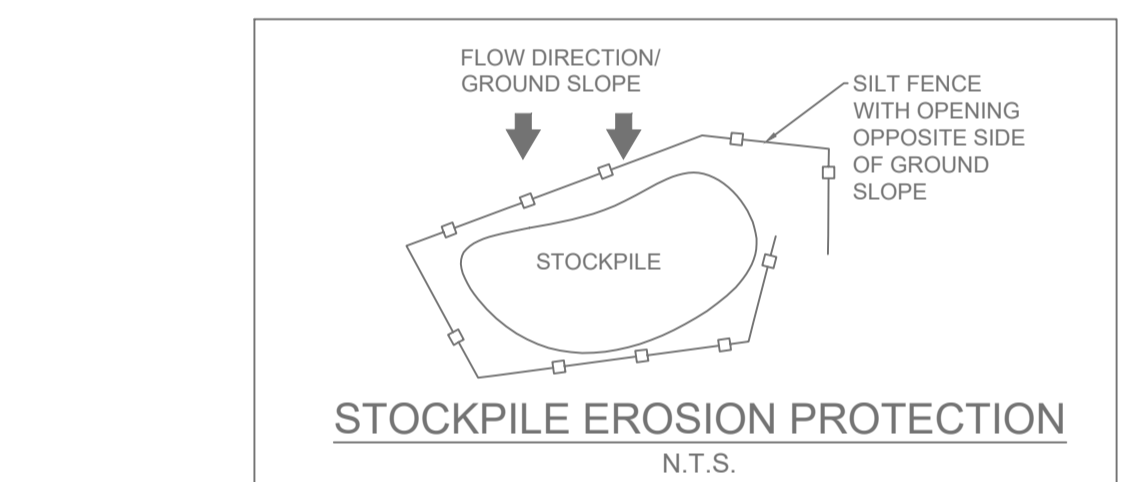 FLOW DIRECTION/
GROUND SLOPE
SILT FENCE
WITH OPENING
OPPOSITE SIDE
OF GROUND
SLOPE
STOCKPILE
STOCKPILE EROSION PROTECTION
N.T.S.